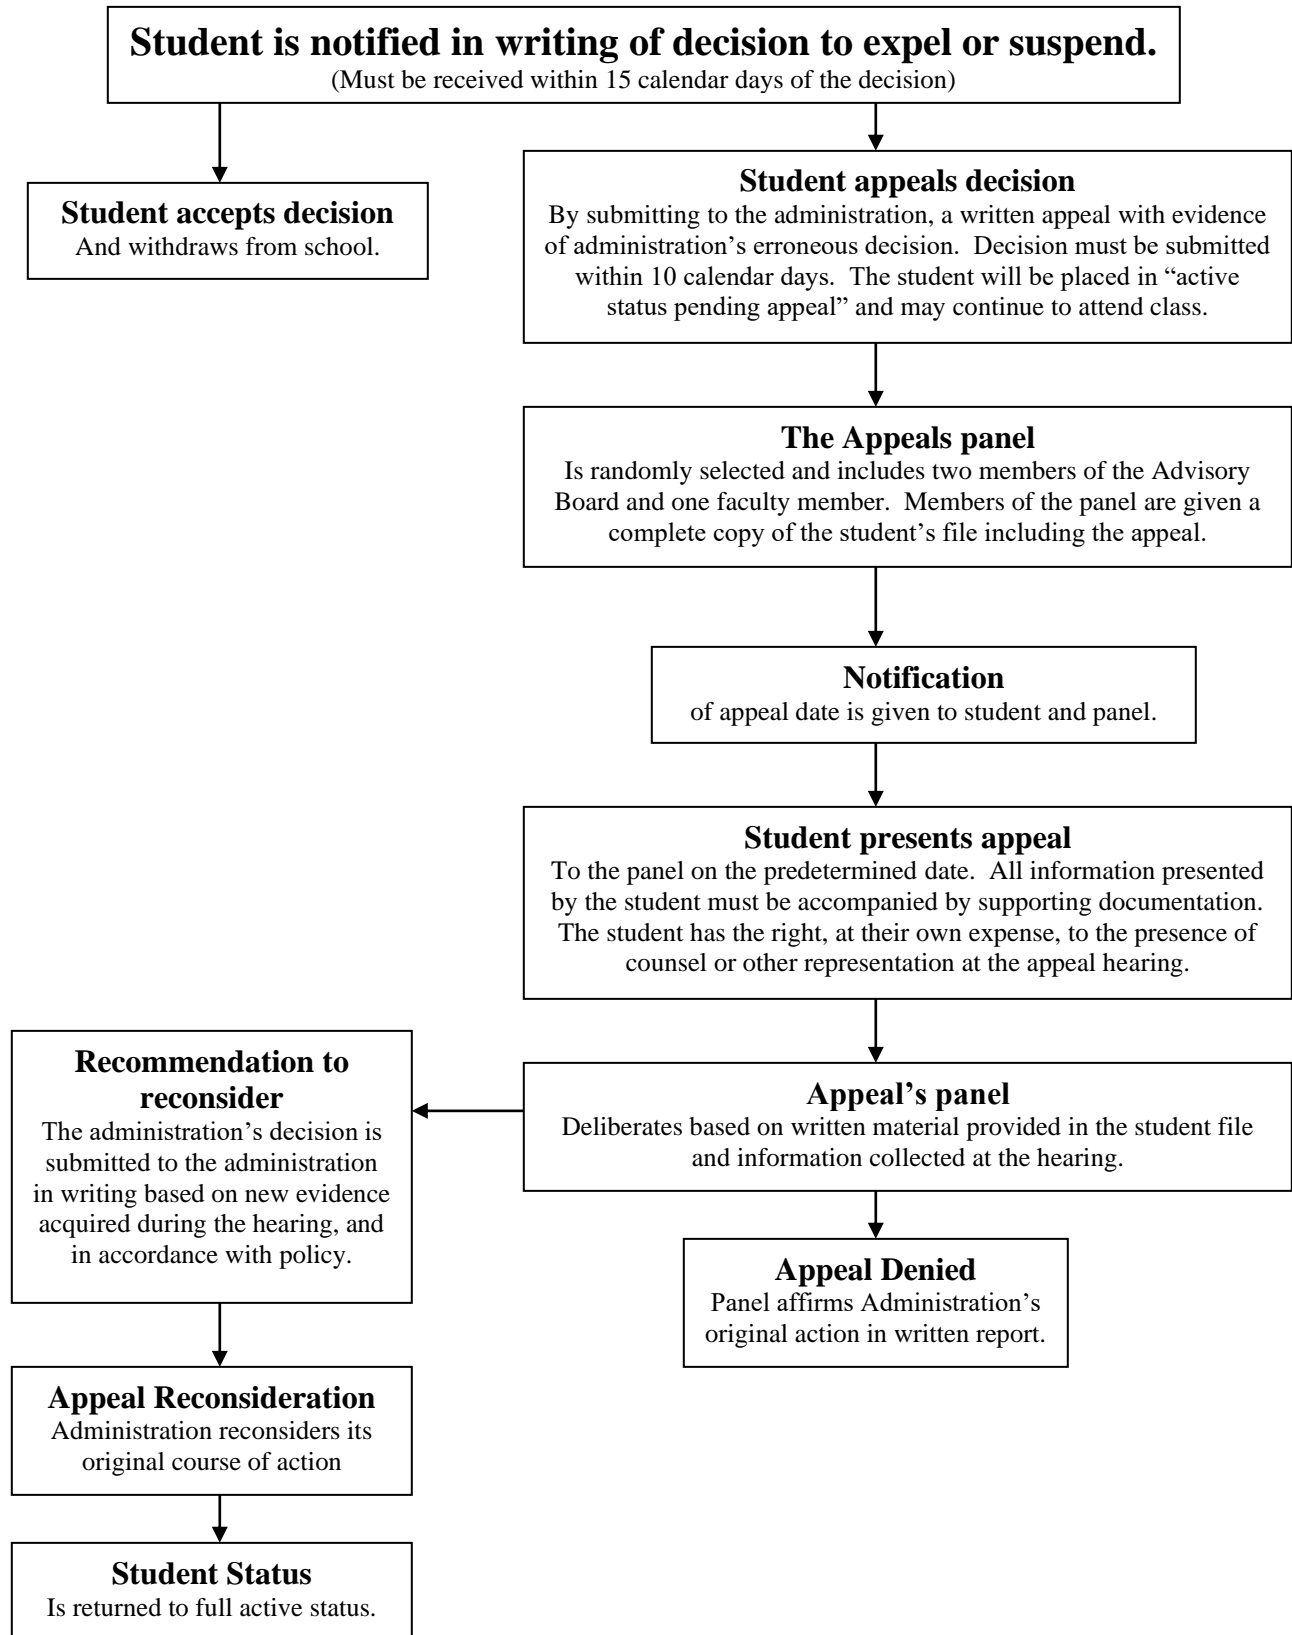 Student is notified in writing of decision to expel or suspend.
(Must be received within 15 calendar days of the decision)
Student accepts decision
And withdraws from school.
Student appeals decision
By submitting to the administration, a written appeal with evidence
of administration’s erroneous decision.  Decision must be submitted
within 10 calendar days.  The student will be placed in “active
status pending appeal” and may continue to attend class.
The Appeals panel
Is randomly selected and includes two members of the Advisory
Board and one faculty member.  Members of the panel are given a
complete copy of the student’s file including the appeal.
Notification
of appeal date is given to student and panel.
Student presents appeal
To the panel on the predetermined date.  All information presented
by the student must be accompanied by supporting documentation.
The student has the right, at their own expense, to the presence of
counsel or other representation at the appeal hearing.
Appeal’s panel
Deliberates based on written material provided in the student file
and information collected at the hearing.
Recommendation to
reconsider
The administration’s decision is
submitted to the administration
in writing based on new evidence
acquired during the hearing, and
in accordance with policy.
Appeal Denied
Panel affirms Administration’s
original action in written report.
Appeal Reconsideration
Administration reconsiders its
original course of action
Student Status
Is returned to full active status.